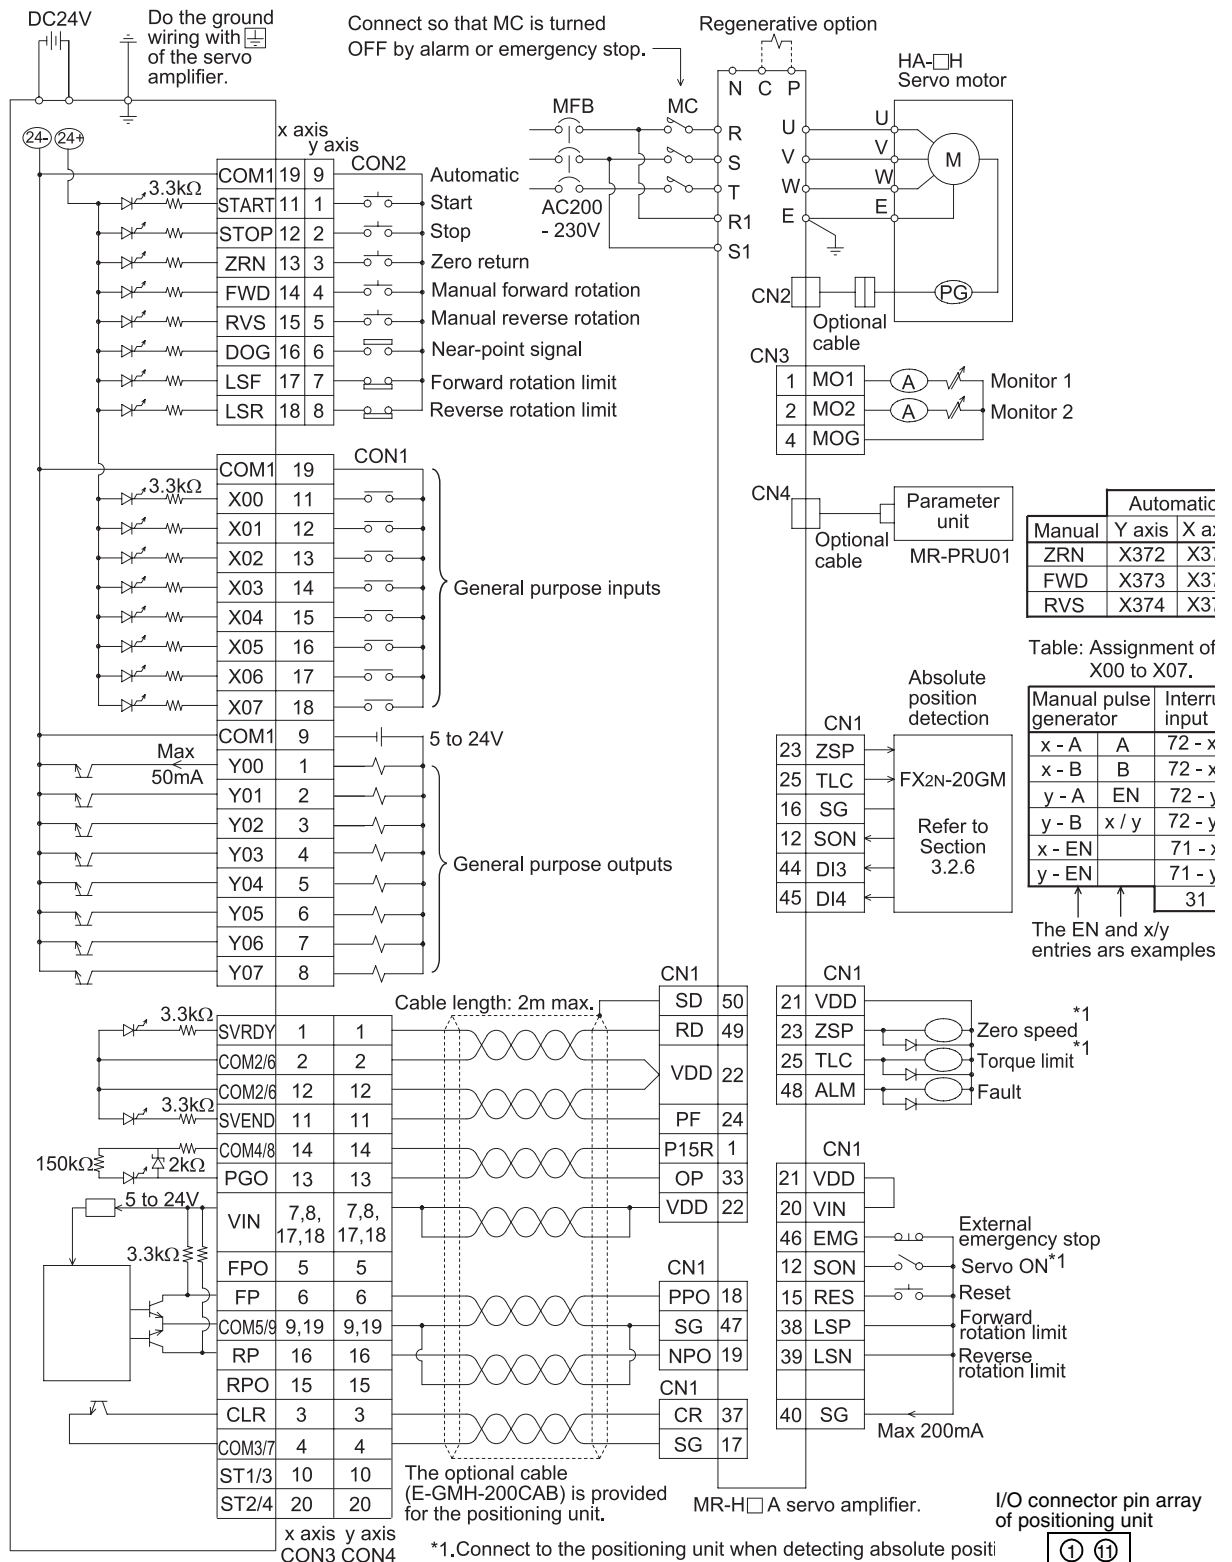 DC24V
Do the ground
wiring with
of the servo
amplifier.
Connect so that MC is turned
OFF by alarm or emergency stop.
Regenerative option
HA-□H
Servo motor
N C P
MFB
MC
R
S
T
R1
S1
AC200
- 230V
U
V
W
E
U
V
W
E
M
PG
CN2
Optional
cable
24-
24+
x axis
y axis
CON2
COM1 19 9 Automatic
3.3kΩ
START 11 1 Start
STOP 12 2 Stop
ZRN 13 3 Zero return
FWD 14 4 Manual forward rotation
RVS 15 5 Manual reverse rotation
DOG 16 6 Near-point signal
LSF 17 7 Forward rotation limit
LSR 18 8 Reverse rotation limit
CN3
1 MO1 A Monitor 1
2 MO2 A Monitor 2
4 MOG
CON1
COM1 19
3.3kΩ
X00 11
X01 12
X02 13
X03 14
X04 15
X05 16
X06 17
X07 18
General purpose inputs
CN4
Optional
cable
Parameter
unit
MR-PRU01
Automatic
Manual Y axis X a
ZRN X372 X37
FWD X373 X37
RVS X374 X37
Table: Assignment of
X00 to X07.
Manual pulse
generator
Interru
input
x - A A 72 - x
x - B B 72 - x
y - A EN 72 - y
y - B x / y 72 - y
x - EN 71 - x
y - EN 71 - y
31
The EN and x/y
entries ars examples
COM1 9 5 to 24V
Max
50mA
Y00 1
Y01 2
Y02 3
Y03 4
Y04 5
Y05 6
Y06 7
Y07 8
General purpose outputs
Absolute
position
detection
CN1
23 ZSP
25 TLC
16 SG
12 SON
44 DI3
45 DI4
FX2N-20GM
Refer to
Section
3.2.6
Cable length: 2m max.
3.3kΩ
SVRDY 1 1
COM2/6 2 2
COM2/6 12 12
3.3kΩ
SVEND 11 11
COM4/8 14 14
150kΩ
2kΩ
PGO 13 13
5 to 24V
VIN 7,8, 7,8,
17,18 17,18
3.3kΩ
FPO 5 5
FP 6 6
COM5/9 9,19 9,19
RP 16 16
RPO 15 15
CLR 3 3
COM3/7 4 4
ST1/3 10 10
ST2/4 20 20
x axis y axis
CON3 CON4
CN1
SD 50
RD 49
VDD 22
PF 24
P15R 1
OP 33
VDD 22
CN1
PPO 18
SG 47
NPO 19
CN1
CR 37
SG 17
CN1
21 VDD
23 ZSP Zero speed*1
25 TLC Torque limit*1
48 ALM Fault
CN1
21 VDD
20 VIN
46 EMG External
emergency stop
12 SON Servo ON*1
15 RES Reset
38 LSP Forward
rotation limit
39 LSN Reverse
rotation limit
40 SG
Max 200mA
The optional cable
(E-GMH-200CAB) is provided
for the positioning unit.
MR-H□ A servo amplifier.
*1.Connect to the positioning unit when detecting absolute positi
I/O connector pin array
of positioning unit
1 11